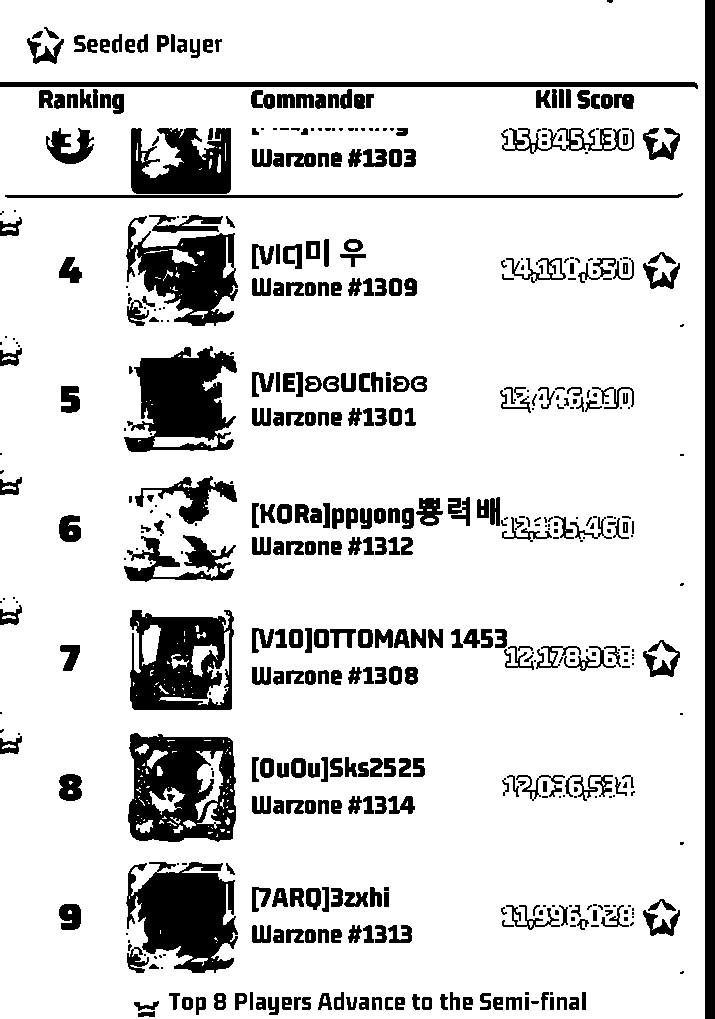 Seeded Player
Ranking Commander Kill Score
3 15,845,130
Warzone #1303
4 [VIC]미 우 14,110,650
Warzone #1309
5 [VIE]ʚɞUChiʚɞ 12,446,910
Warzone #1301
6 [KORa]ppyong뿅력배 12,185,460
Warzone #1312
7 [V10]OTTOMANN 1453 12,178,968
Warzone #1308
8 [OuOu]Sks2525 12,036,534
Warzone #1314
9 [7ARQ]3zxhi 11,996,028
Warzone #1313
Top 8 Players Advance to the Semi-final